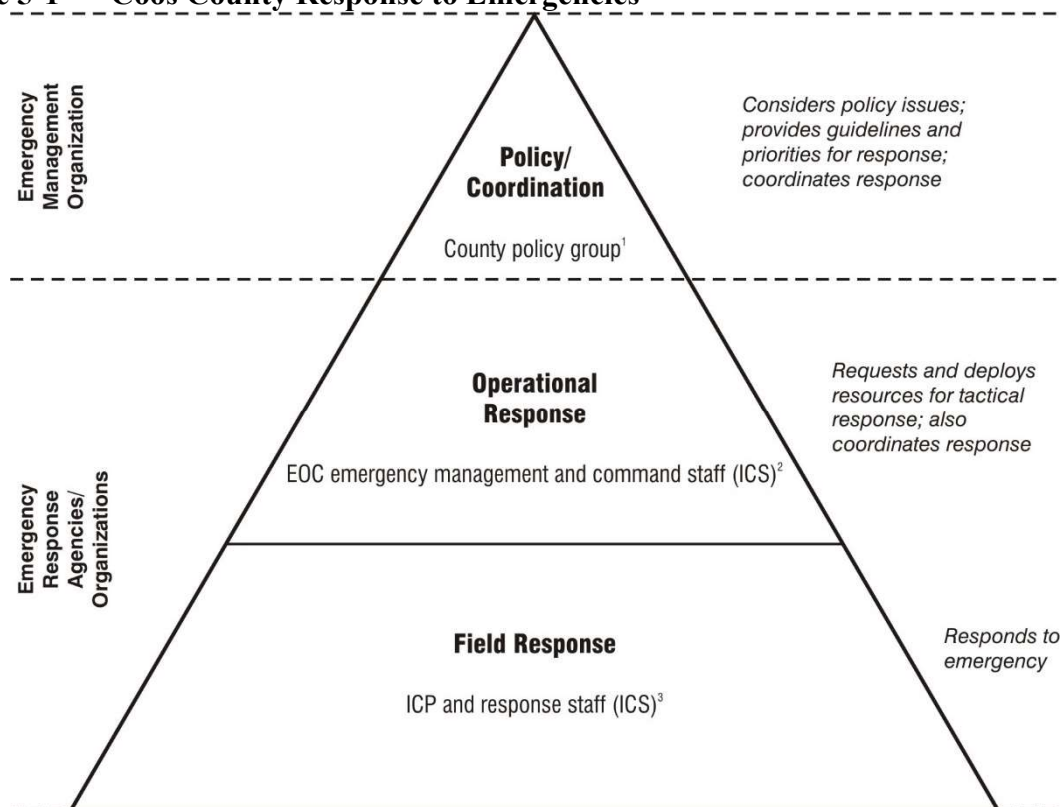 3-1 Coos County Response to Emergencies
Emergency
Management
Organization
Policy/
Coordination
County policy group¹
Considers policy issues;
provides guidelines and
priorities for response;
coordinates response
Emergency
Response
Agencies/
Organizations
Operational
Response
EOC emergency management and command staff (ICS)²
Requests and deploys
resources for tactical
response; also
coordinates response
Field Response
ICP and response staff (ICS)³
Responds to
emergency